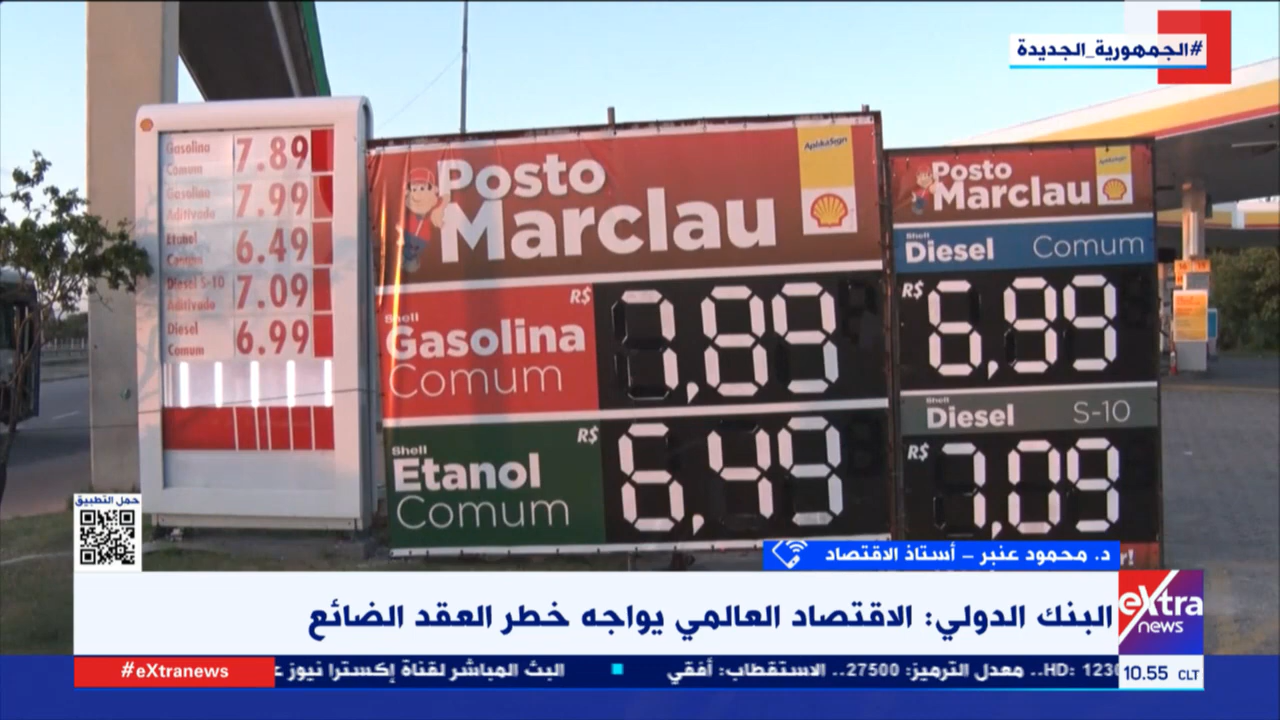 #الجمهورية_الجديدة
Gasolina
Comum
7.89
Gasolina
Aditivada
7.99
Etanol
Comum
6.49
Diesel S-10
Aditivado
7.09
Diesel
Comum
6.99
Posto
Marclau
AplikaSign
Shell
Gasolina
Comum
R$
7,89
Shell
Etanol
Comum
R$
6,49
Posto
Marclau
AplikaSign
Shell
Diesel Comum
R$
6,99
Shell
Diesel S-10
R$
7,09
r!
حمل التطبيق
د. محمود عنبر – أستاذ الاقتصاد
البنك الدولي: الاقتصاد العالمي يواجه خطر العقد الضائع
eXtra
news
#eXtranews
HD: 1230.. معدل الترميز: 27500.. الاستقطاب: أفقي
البث المباشر لقناة إكسترا نيوز ع
10.55 CLT